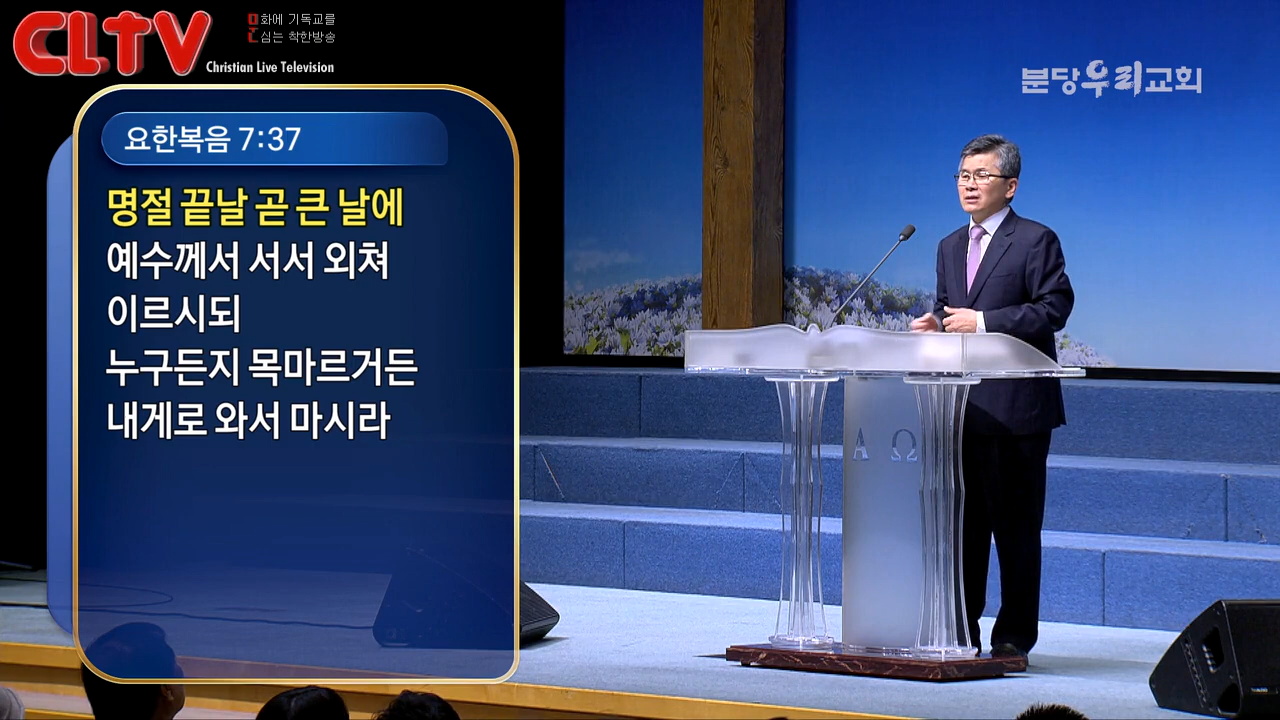 CLTV
문화에 기독교를
심는 착한방송
Christian Live Television
분당우리교회
요한복음 7:37
명절 끝날 곧 큰 날에
예수께서 서서 외쳐
이르시되
누구든지 목마르거든
내게로 와서 마시라
Α Ω